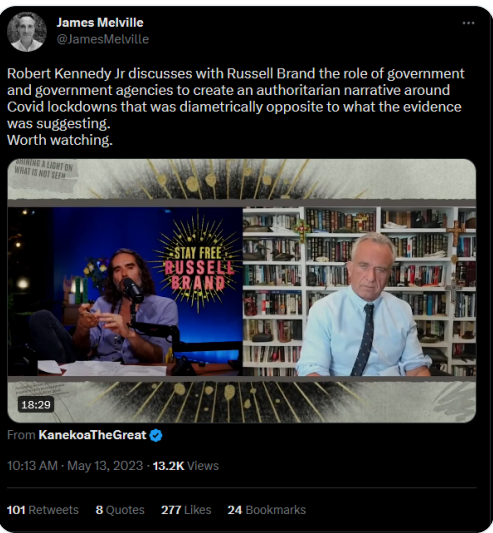 James Melville
@JamesMelville
Robert Kennedy Jr discusses with Russell Brand the role of government
and government agencies to create an authoritarian narrative around
Covid lockdowns that was diametrically opposite to what the evidence
was suggesting.
Worth watching.
SHINING A LIGHT ON
WHAT IS NOT SEEN
STAY FREE
RUSSELL
BRAND
18:29
From KanekoaTheGreat
10:13 AM · May 13, 2023 · 13.2K Views
101 Retweets 8 Quotes 277 Likes 24 Bookmarks